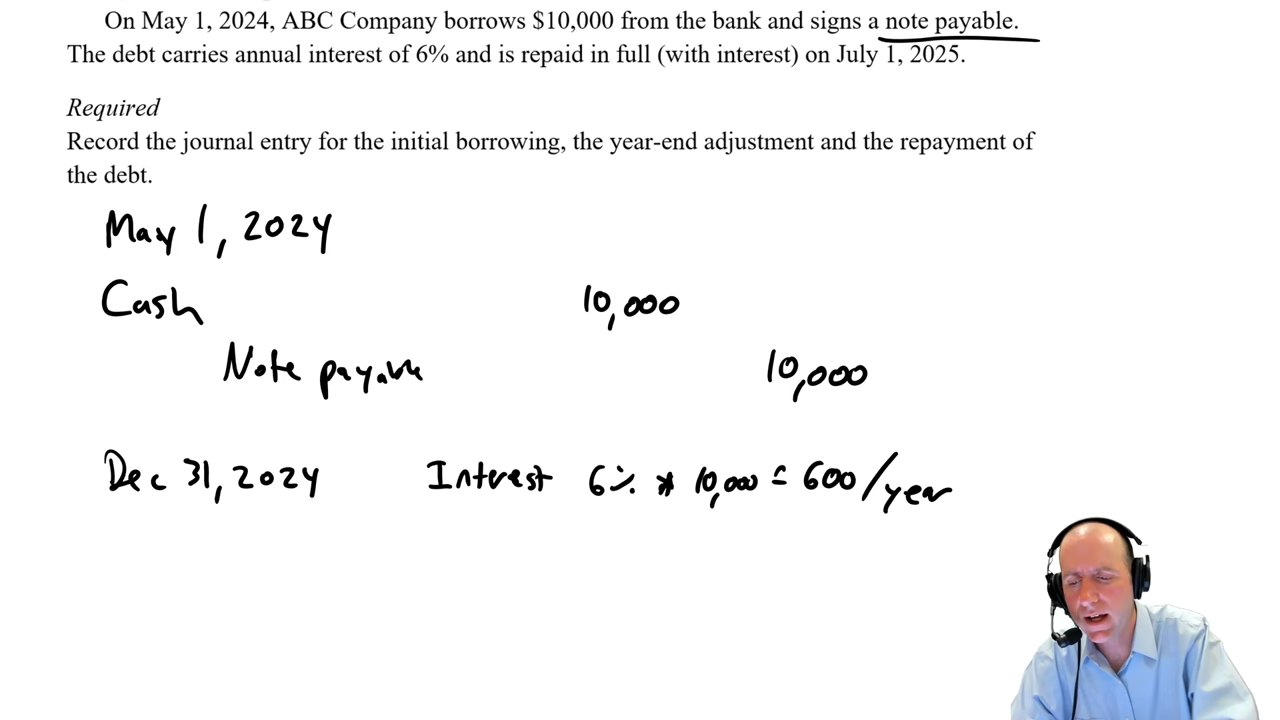 On May 1, 2024, ABC Company borrows $10,000 from the bank and signs a note payable.
The debt carries annual interest of 6% and is repaid in full (with interest) on July 1, 2025.
Required
Record the journal entry for the initial borrowing, the year-end adjustment and the repayment of
the debt.
May 1, 2024
Cash 10,000
Note payable 10,000
Dec 31, 2024 Interest 6% * 10,000 = 600/year